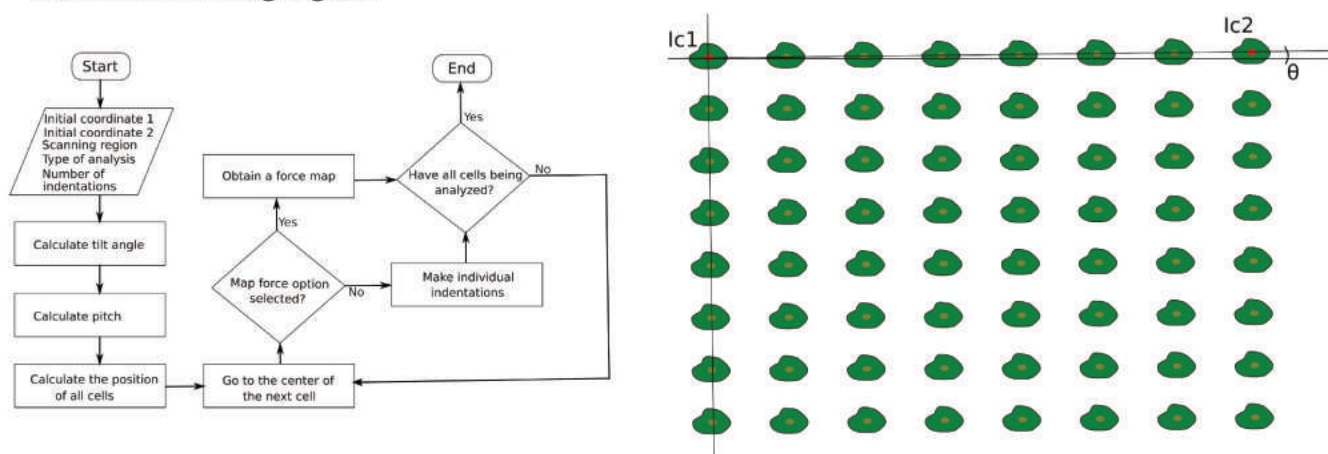 Start
Initial coordinate 1
Initial coordinate 2
Scanning region
Type of analysis
Number of
indentations
Calculate tilt angle
Calculate pitch
Calculate the position
of all cells
Go to the center of
the next cell
Map force option
selected?
Yes
No
Obtain a force map
Make individual
indentations
Have all cells being
analyzed?
Yes
No
End
Ic1
Ic2
θ